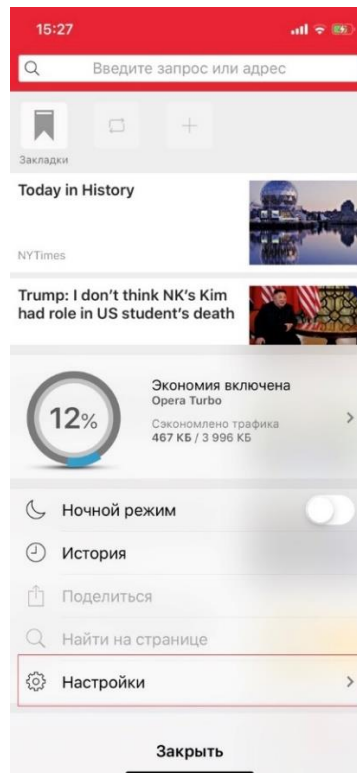 15:27
Введите запрос или адрес
Закладки
Today in History
NYTimes
Trump: I don't think NK's Kim
had role in US student's death
12%
Экономия включена
Opera Turbo
Сэкономлено трафика
467 КБ / 3 996 КБ
Ночной режим
История
Поделиться
Найти на странице
Настройки
Закрыть